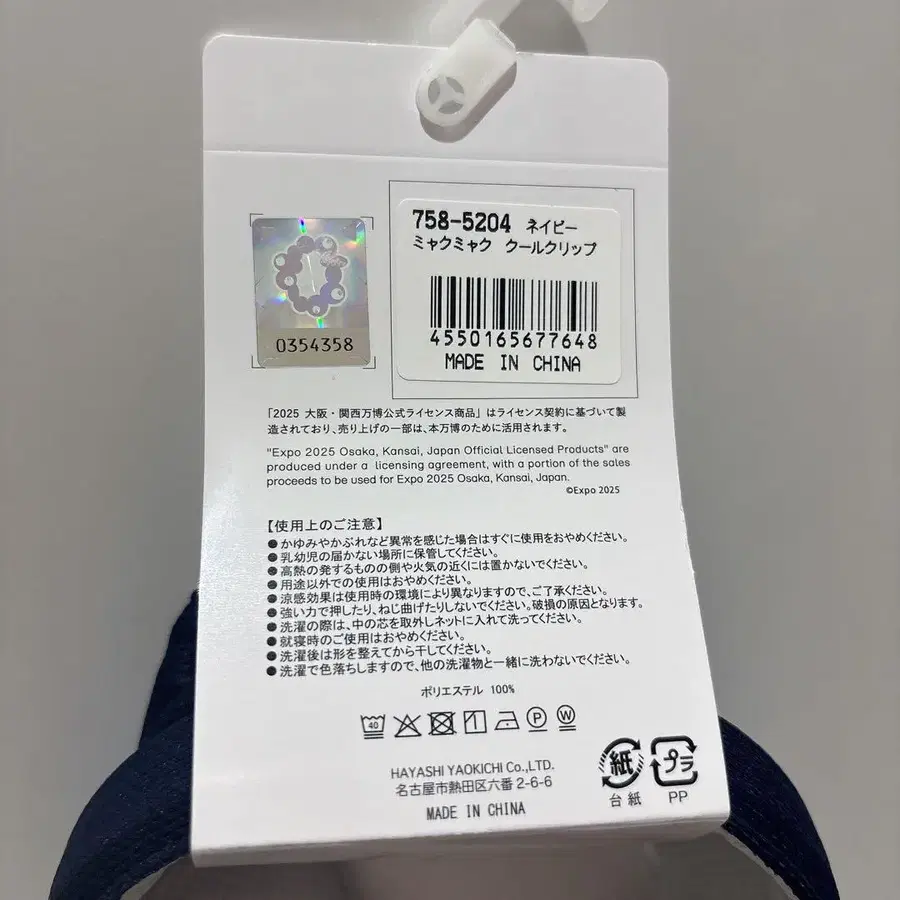 758-5204 ネイビー
ミャクミャク クールクリップ
4550165677648
MADE IN CHINA
0354358
「2025 大阪・関西万博公式ライセンス商品」はライセンス契約に基づいて製
造されており、売り上げの一部は、本万博のために活用されます。
"Expo 2025 Osaka, Kansai, Japan Official Licensed Products" are
produced under a licensing agreement, with a portion of the sales
proceeds to be used for Expo 2025 Osaka, Kansai, Japan.
©Expo 2025
【使用上のご注意】
●かゆみやかぶれなど異常を感じた場合はすぐに使用をおやめください。
●乳幼児の届かない場所に保管してください。
●高熱の発するものの側や火気の近くには置かないでください。
●用途以外での使用はおやめください。
●涼感効果は使用時の環境により異なりますので、ご了承ください。
●強い力で押したり、ねじ曲げたりしないでください。破損の原因となります。
●洗濯の際は、中の芯を取外しネットに入れて洗ってください。
●就寝時のご使用はおやめください。
●洗濯後は形を整えてから干してください。
●洗濯で色落ちしますので、他の洗濯物と一緒に洗わないでください。
ポリエステル 100%
40
P
W
HAYASHI YAOKICHI Co.,LTD.
名古屋市熱田区六番2-6-6
MADE IN CHINA
紙
台紙
プラ
PP